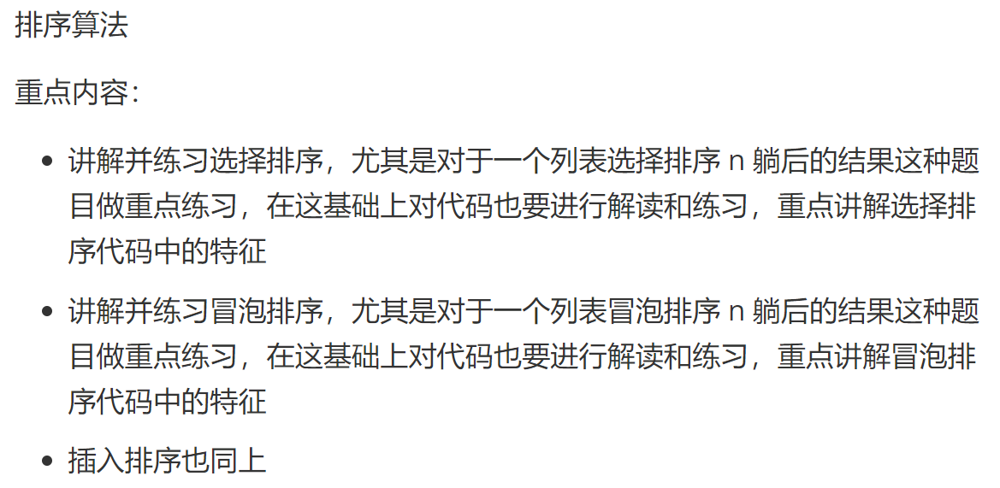 排序算法
重点内容：
讲解并练习选择排序，尤其是对于一个列表选择排序 n 躺后的结果这种题
目做重点练习，在这基础上对代码也要进行解读和练习，重点讲解选择排
序代码中的特征
讲解并练习冒泡排序，尤其是对于一个列表冒泡排序 n 躺后的结果这种题
目做重点练习，在这基础上对代码也要进行解读和练习，重点讲解冒泡排
序代码中的特征
插入排序也同上